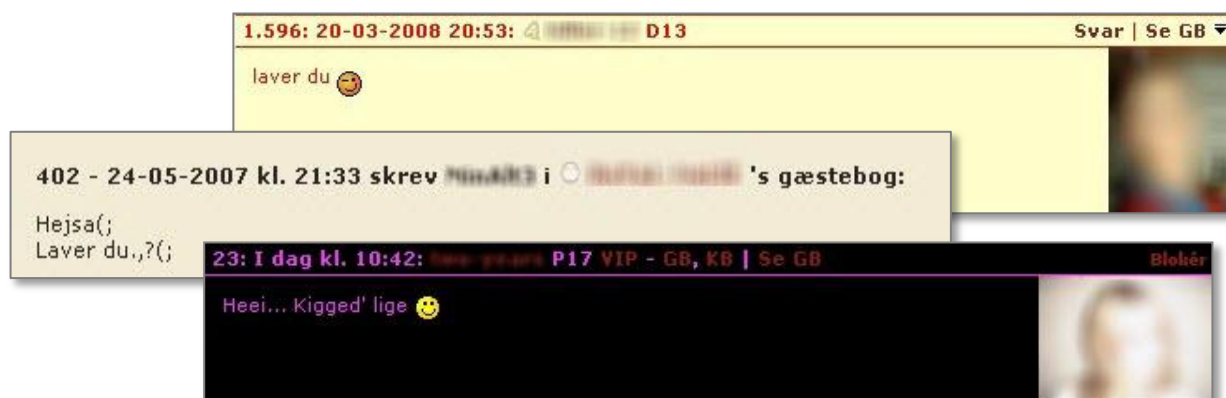 1.596: 20-03-2008 20:53: D13 Svar | Se GB
laver du
402 - 24-05-2007 kl. 21:33 skrev i 's gæstebog:
Hejsa(;
Laver du.,?(;
23: I dag kl. 10:42: P17 VIP - GB, KB | Se GB Blokér
Heei... Kigged' lige